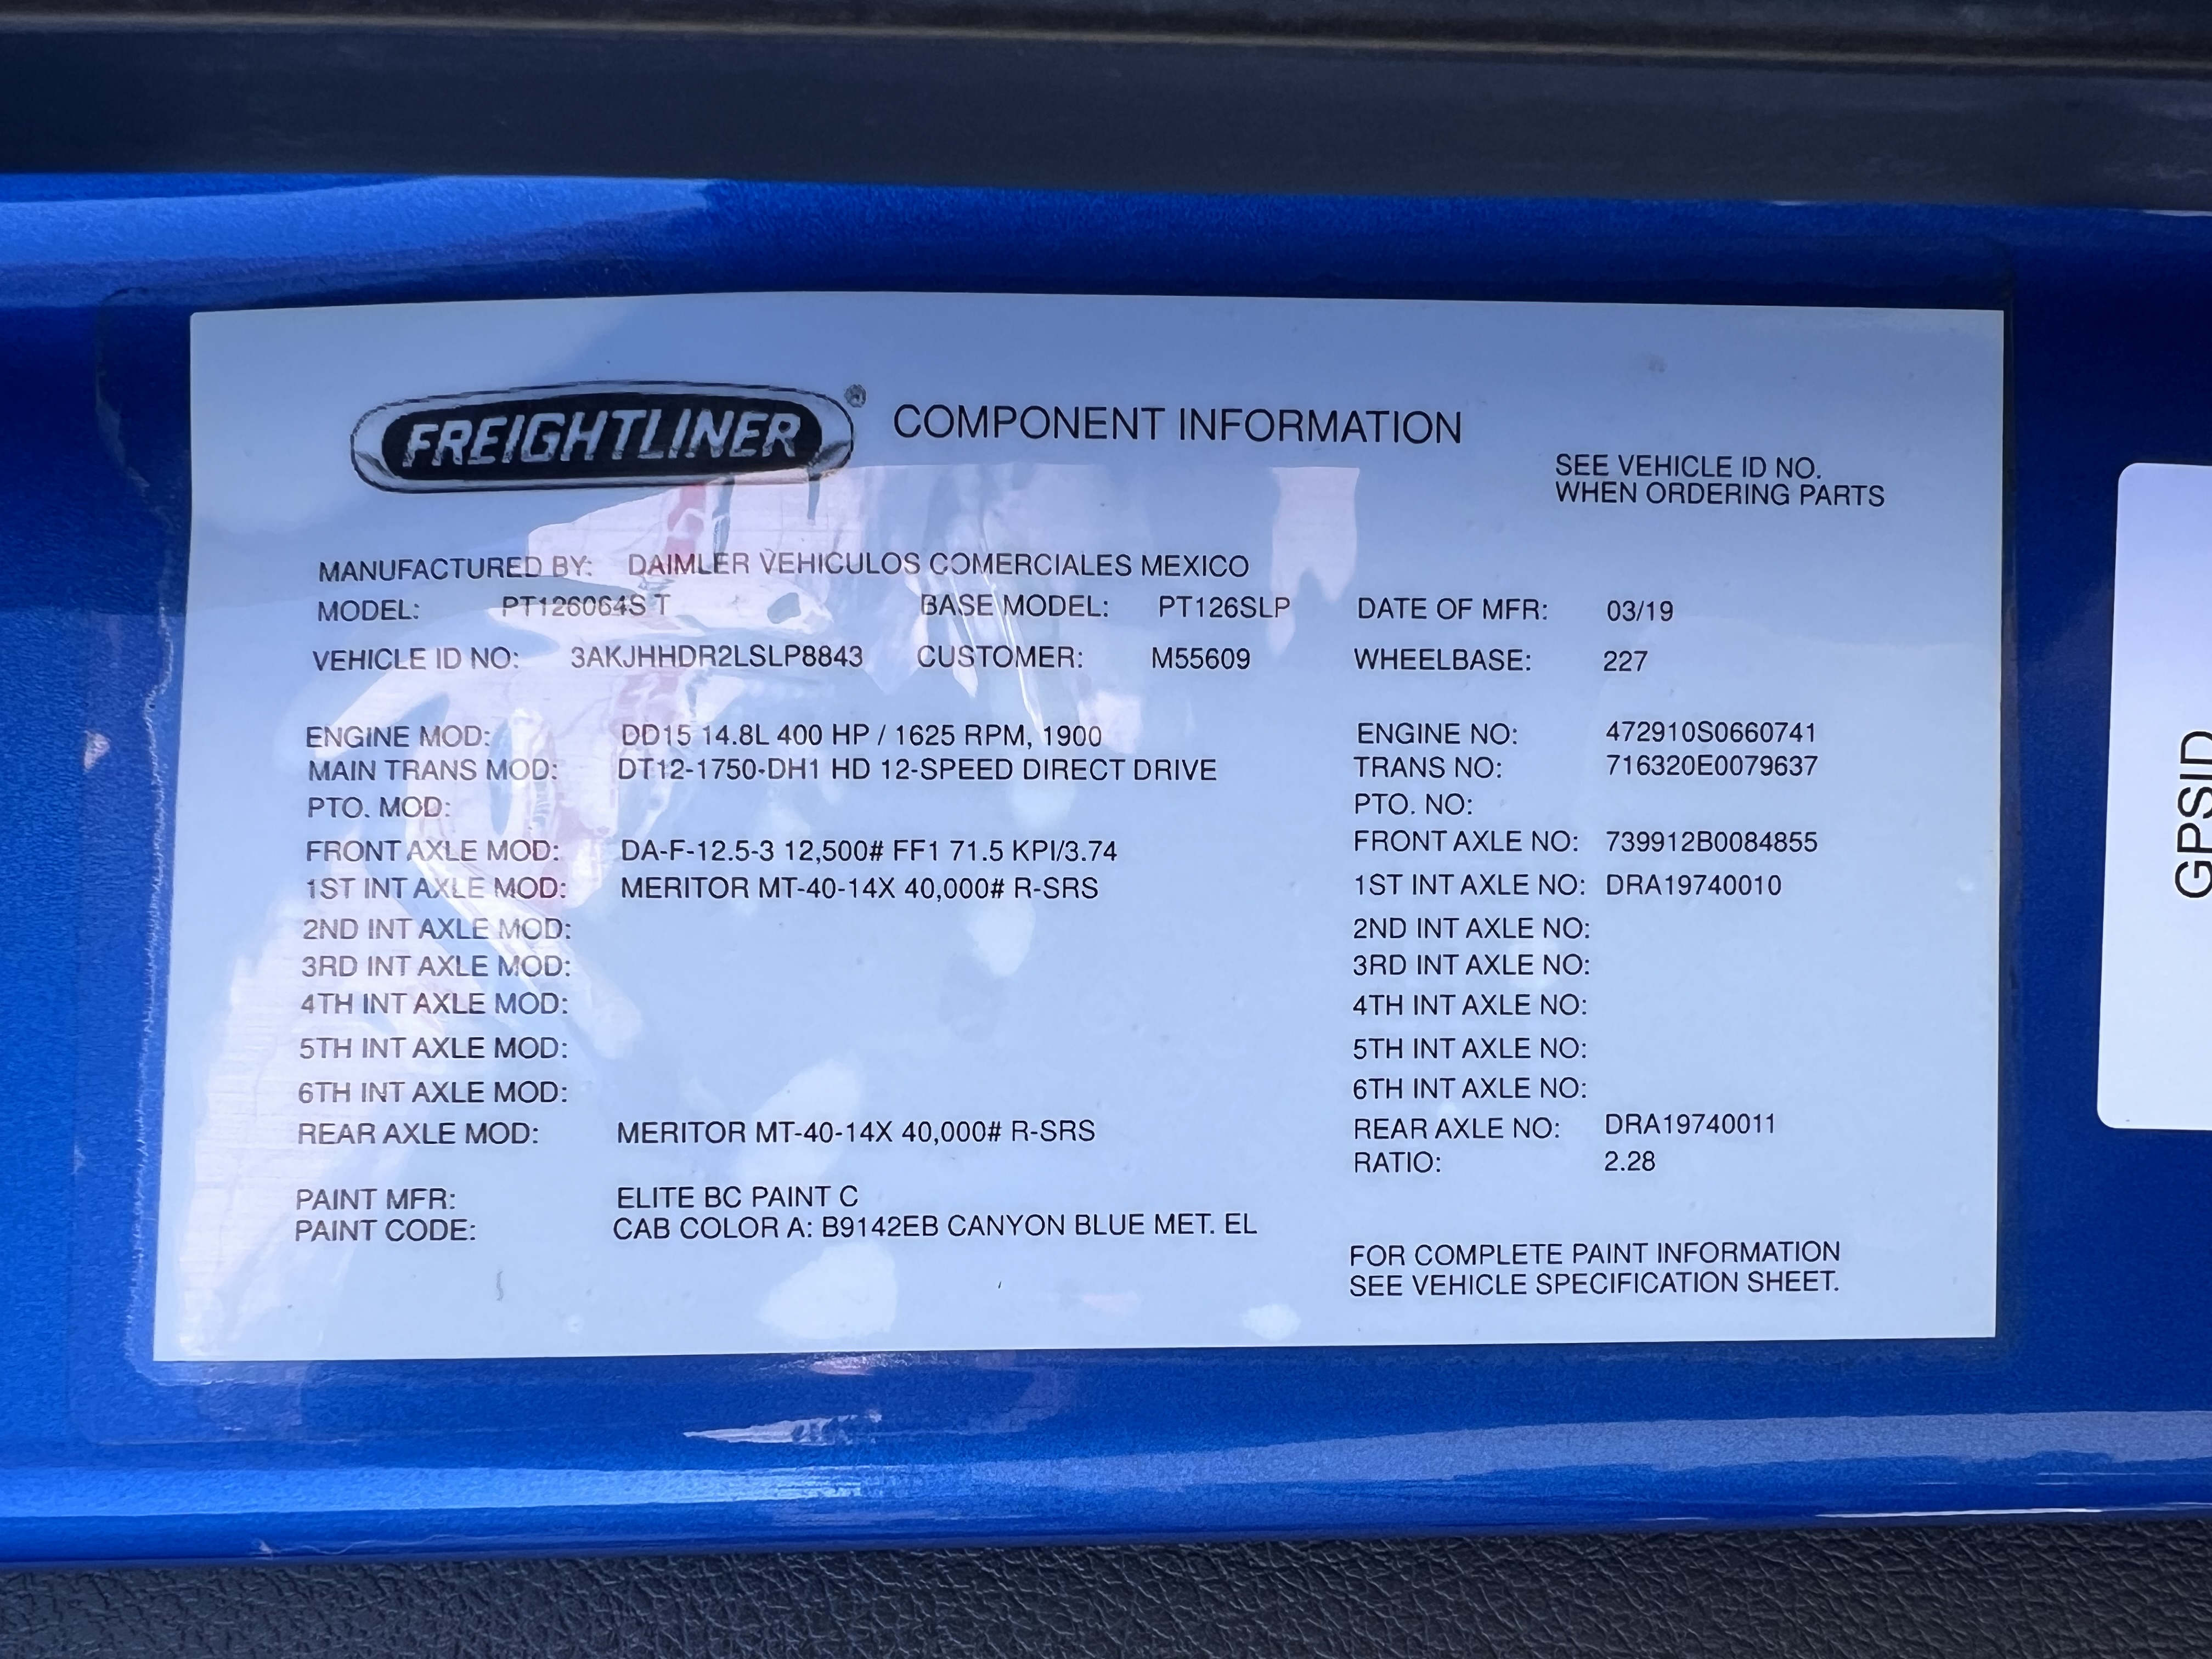 FREIGHTLINER® COMPONENT INFORMATION
SEE VEHICLE ID NO.
WHEN ORDERING PARTS
MANUFACTURED BY: DAIMLER VEHICULOS COMERCIALES MEXICO
MODEL: PT126064S T BASE MODEL: PT126SLP DATE OF MFR: 03/19
VEHICLE ID NO: 3AKJHHDR2LSLP8843 CUSTOMER: M55609 WHEELBASE: 227
ENGINE MOD: DD15 14.8L 400 HP / 1625 RPM, 1900 ENGINE NO: 472910S0660741
MAIN TRANS MOD: DT12-1750-DH1 HD 12-SPEED DIRECT DRIVE TRANS NO: 716320E0079637
PTO. MOD: PTO. NO:
FRONT AXLE MOD: DA-F-12.5-3 12,500# FF1 71.5 KPI/3.74 FRONT AXLE NO: 739912B0084855
1ST INT AXLE MOD: MERITOR MT-40-14X 40,000# R-SRS 1ST INT AXLE NO: DRA19740010
2ND INT AXLE MOD: 2ND INT AXLE NO:
3RD INT AXLE MOD: 3RD INT AXLE NO:
4TH INT AXLE MOD: 4TH INT AXLE NO:
5TH INT AXLE MOD: 5TH INT AXLE NO:
6TH INT AXLE MOD: 6TH INT AXLE NO:
REAR AXLE MOD: MERITOR MT-40-14X 40,000# R-SRS REAR AXLE NO: DRA19740011
RATIO: 2.28
PAINT MFR: ELITE BC PAINT C
PAINT CODE: CAB COLOR A: B9142EB CANYON BLUE MET. EL
FOR COMPLETE PAINT INFORMATION
SEE VEHICLE SPECIFICATION SHEET.
GPSID